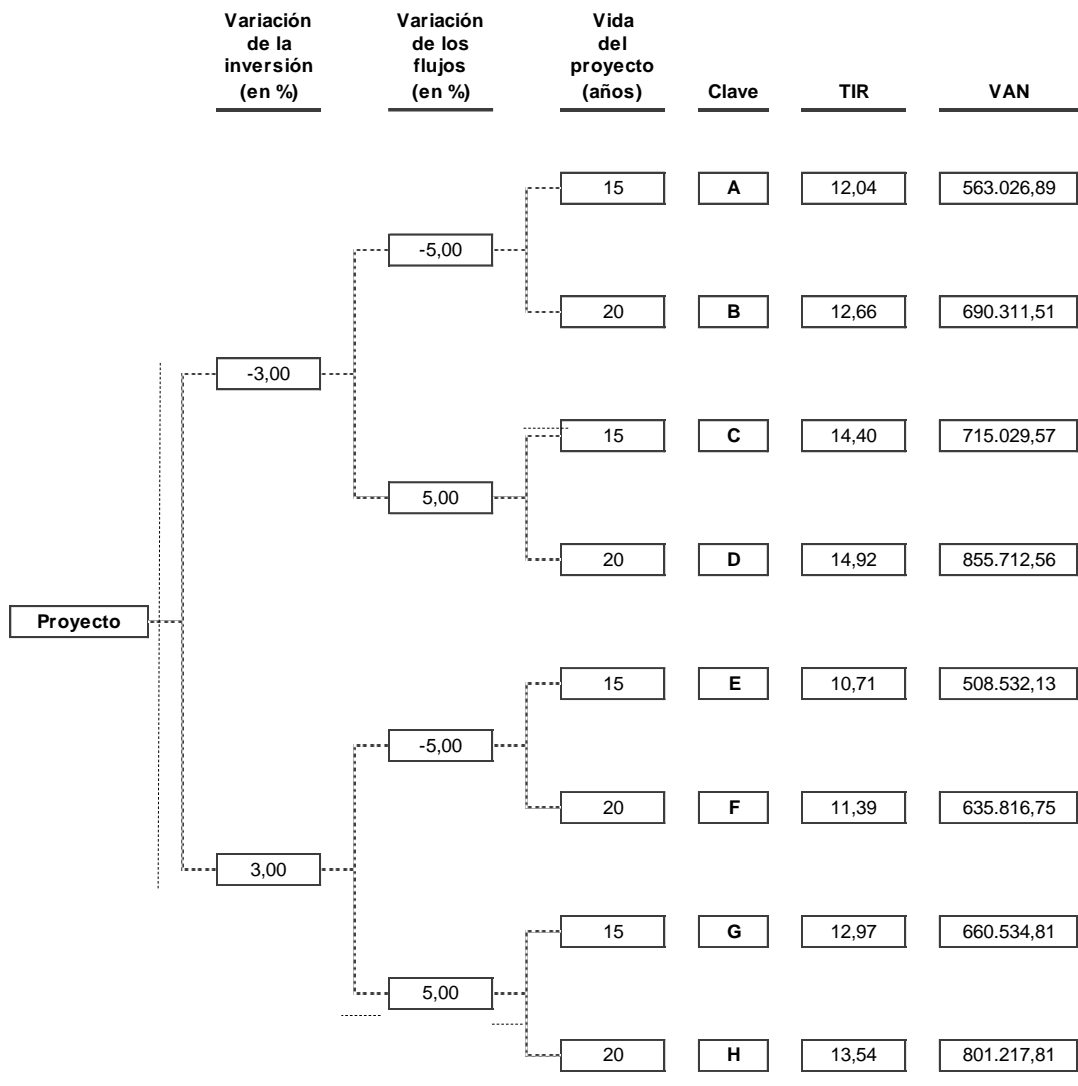 Variación
de la
inversión
(en %)
Variación
de los
flujos
(en %)
Vida
del
proyecto
(años)
Clave
TIR
VAN
15
A
12,04
563.026,89
-5,00
20
B
12,66
690.311,51
-3,00
15
C
14,40
715.029,57
5,00
20
D
14,92
855.712,56
Proyecto
15
E
10,71
508.532,13
-5,00
20
F
11,39
635.816,75
3,00
15
G
12,97
660.534,81
5,00
20
H
13,54
801.217,81